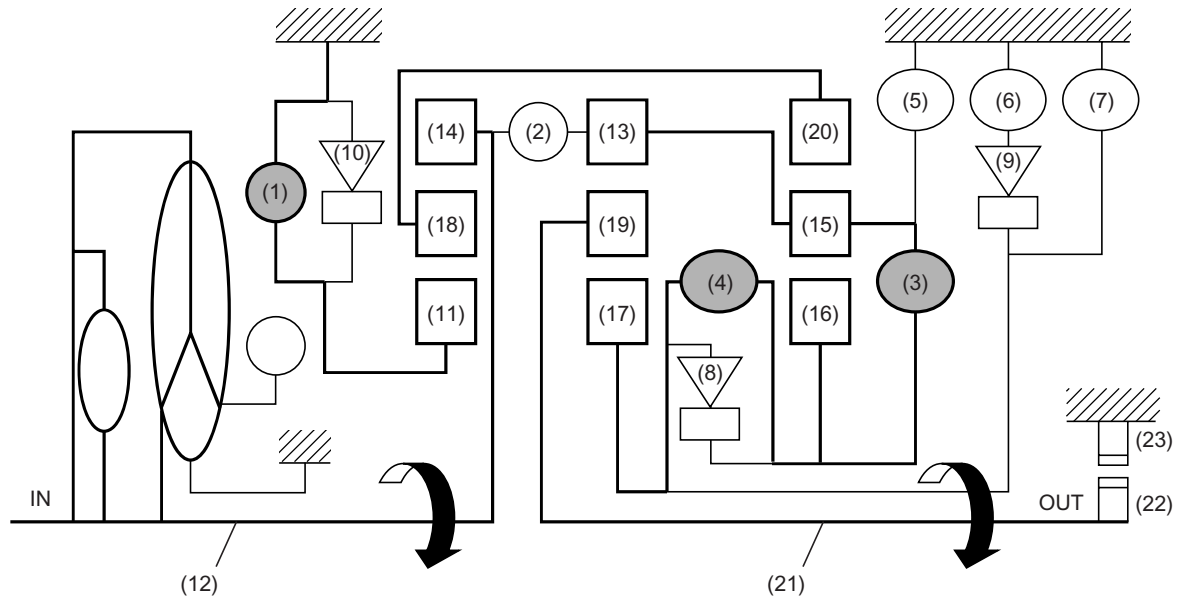 (5) (6) (7)
(14) (2) (13) (20)
(10) (9)
(1)
(18) (19) (15)
(4) (3)
(11) (17) (16)
(8)
(23)
IN OUT (22)
(12) (21)